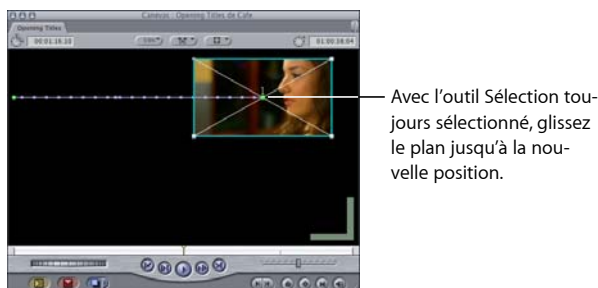 Canevas : Opening Titles de Cafe
Opening Titles
00:01:16:10
01:00:38:04
Avec l’outil Sélection tou-
jours sélectionné, glissez
le plan jusqu’à la nou-
velle position.